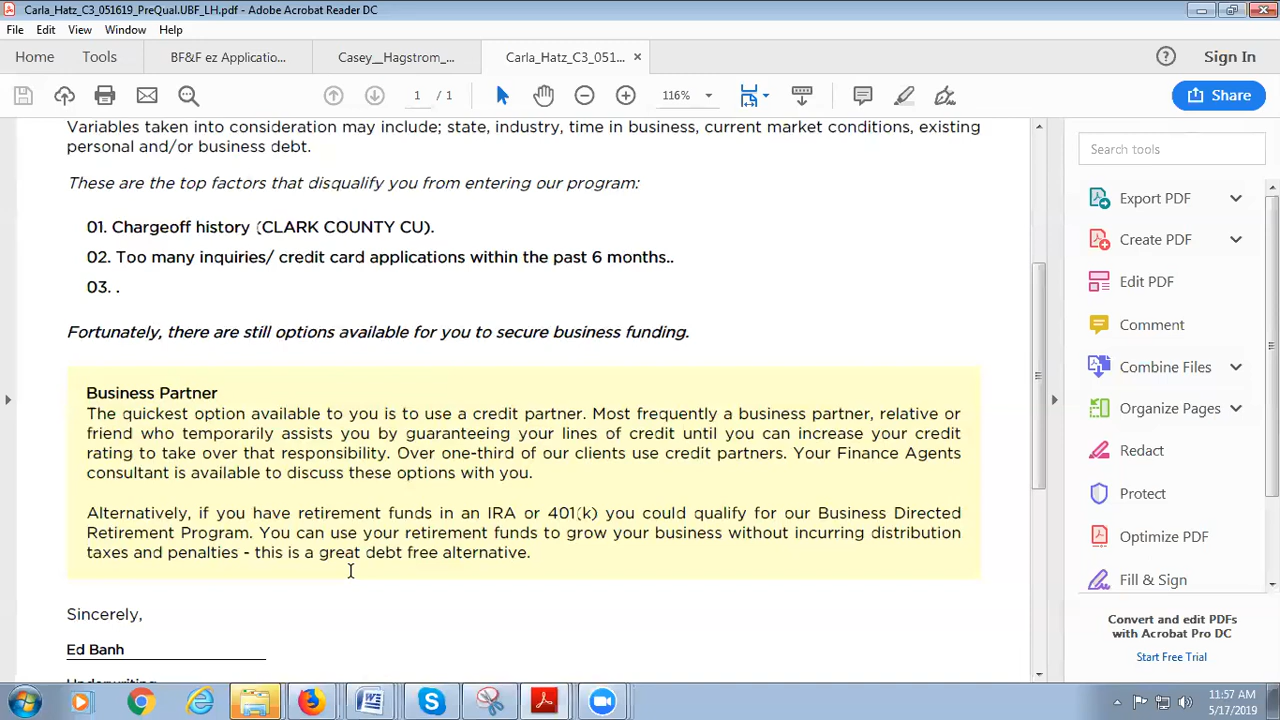 Carla_Hatz_C3_051619_PreQual.UBF_LH.pdf - Adobe Acrobat Reader DC
File Edit View Window Help
Home Tools BF&F ez Applicatio... Casey__Hagstrom_... Carla_Hatz_C3_051... × ? Sign In
1 / 1 116% Share
Variables taken into consideration may include; state, industry, time in business, current market conditions, existing
personal and/or business debt.
These are the top factors that disqualify you from entering our program:
01. Chargeoff history (CLARK COUNTY CU).
02. Too many inquiries/ credit card applications within the past 6 months..
03. .
Fortunately, there are still options available for you to secure business funding.
Business Partner
The quickest option available to you is to use a credit partner. Most frequently a business partner, relative or
friend who temporarily assists you by guaranteeing your lines of credit until you can increase your credit
rating to take over that responsibility. Over one-third of our clients use credit partners. Your Finance Agents
consultant is available to discuss these options with you.
Alternatively, if you have retirement funds in an IRA or 401(k) you could qualify for our Business Directed
Retirement Program. You can use your retirement funds to grow your business without incurring distribution
taxes and penalties - this is a great debt free alternative.
Sincerely,
Ed Banh
Underwriting
Search tools
Export PDF
Create PDF
Edit PDF
Comment
Combine Files
Organize Pages
Redact
Protect
Optimize PDF
Fill & Sign
Convert and edit PDFs
with Acrobat Pro DC
Start Free Trial
11:57 AM
5/17/2019